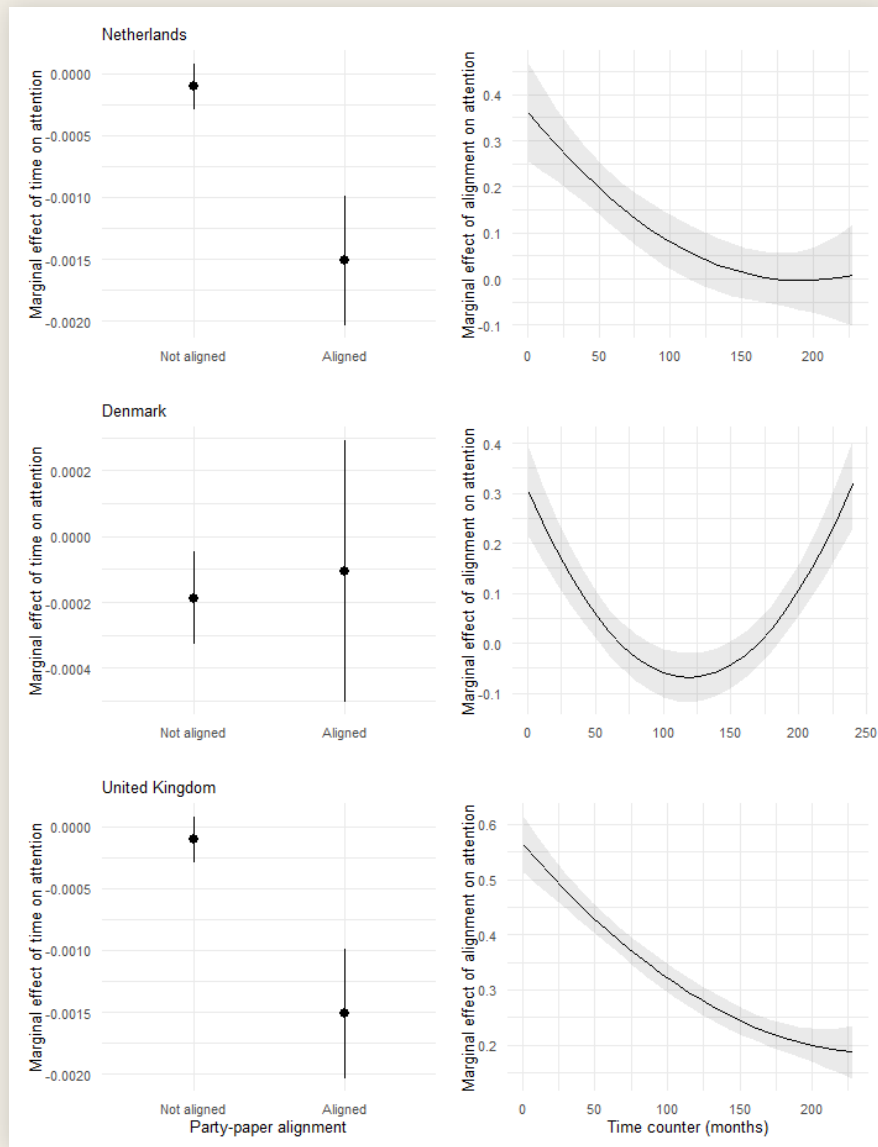 Netherlands
Marginal effect of time on attention
0.0000
-0.0005
-0.0010
-0.0015
-0.0020
Not aligned
Aligned
Marginal effect of alignment on attention
0.4
0.3
0.2
0.1
0.0
-0.1
0
50
100
150
200
Denmark
Marginal effect of time on attention
0.0002
0.0000
-0.0002
-0.0004
Not aligned
Aligned
Marginal effect of alignment on attention
0.4
0.3
0.2
0.1
0.0
-0.1
0
50
100
150
200
250
United Kingdom
Marginal effect of time on attention
0.0000
-0.0005
-0.0010
-0.0015
-0.0020
Not aligned
Aligned
Party-paper alignment
Marginal effect of alignment on attention
0.6
0.5
0.4
0.3
0.2
0
50
100
150
200
Time counter (months)